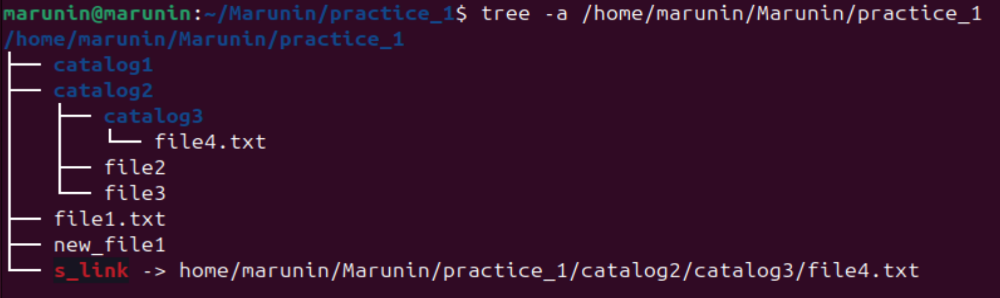 marunin@marunin:~/Marunin/practice_1$ tree -a /home/marunin/Marunin/practice_1
/home/marunin/Marunin/practice_1
├── catalog1
├── catalog2
│   ├── catalog3
│   │   └── file4.txt
│   ├── file2
│   └── file3
├── file1.txt
├── new_file1
└── s_link -> home/marunin/Marunin/practice_1/catalog2/catalog3/file4.txt